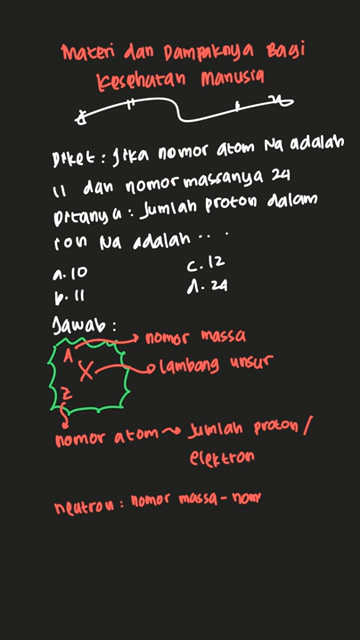 Materi dan Dampaknya Bagi
Kesehatan Manusia
Diket : Jika nomor atom Na adalah
11 dan nomor massanya 24
Ditanya : Jumlah proton dalam
ion Na adalah ....
a. 10
c. 12
b. 11
d. 24
Jawab :
A
nomor massa
X
lambang unsur
Z
nomor atom
Jumlah proton /
elektron
neutron : nomor massa - nom